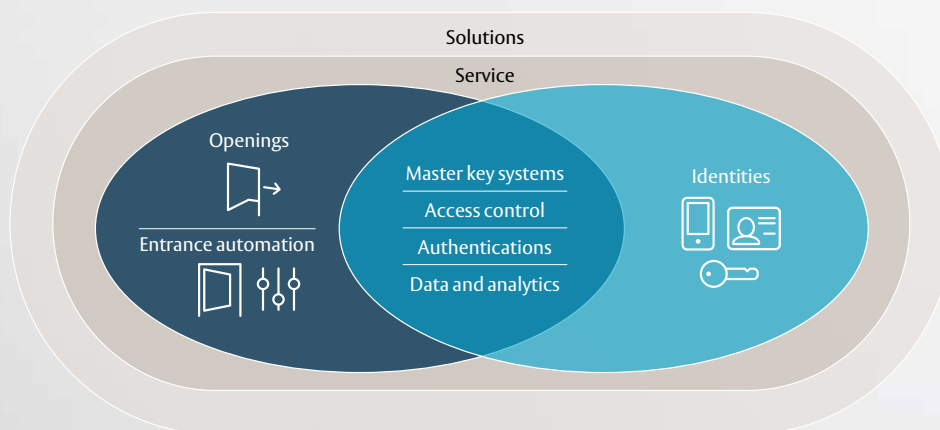 Solutions
Service
Openings
Entrance automation
Master key systems
Access control
Authentications
Data and analytics
Identities